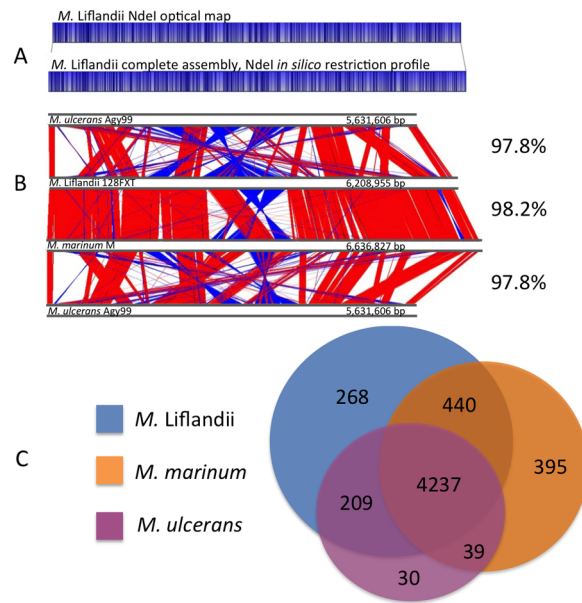 M. Liflandii NdeI optical map
A
M. Liflandii complete assembly, NdeI in silico restriction profile
M. ulcerans Agy99 5,631,606 bp
97.8%
B
M. Liflandii 128FXT 6,208,955 bp
98.2%
M. marinum M 6,636,827 bp
97.8%
M. ulcerans Agy99 5,631,606 bp
268
440
M. Liflandii
C
M. marinum
395
4237
209
M. ulcerans
39
30